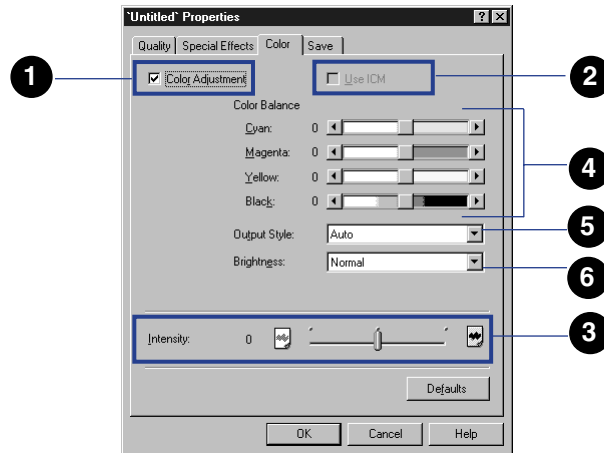 `Untitled` Properties ? ×
Quality Special Effects Color Save
1 Color Adjustment Use ICM 2
Color Balance
Cyan: 0
Magenta: 0
4
Yellow: 0
Black: 0
Output Style: Auto 5
Brightness: Normal 6
Intensity: 0 3
Defaults
OK Cancel Help